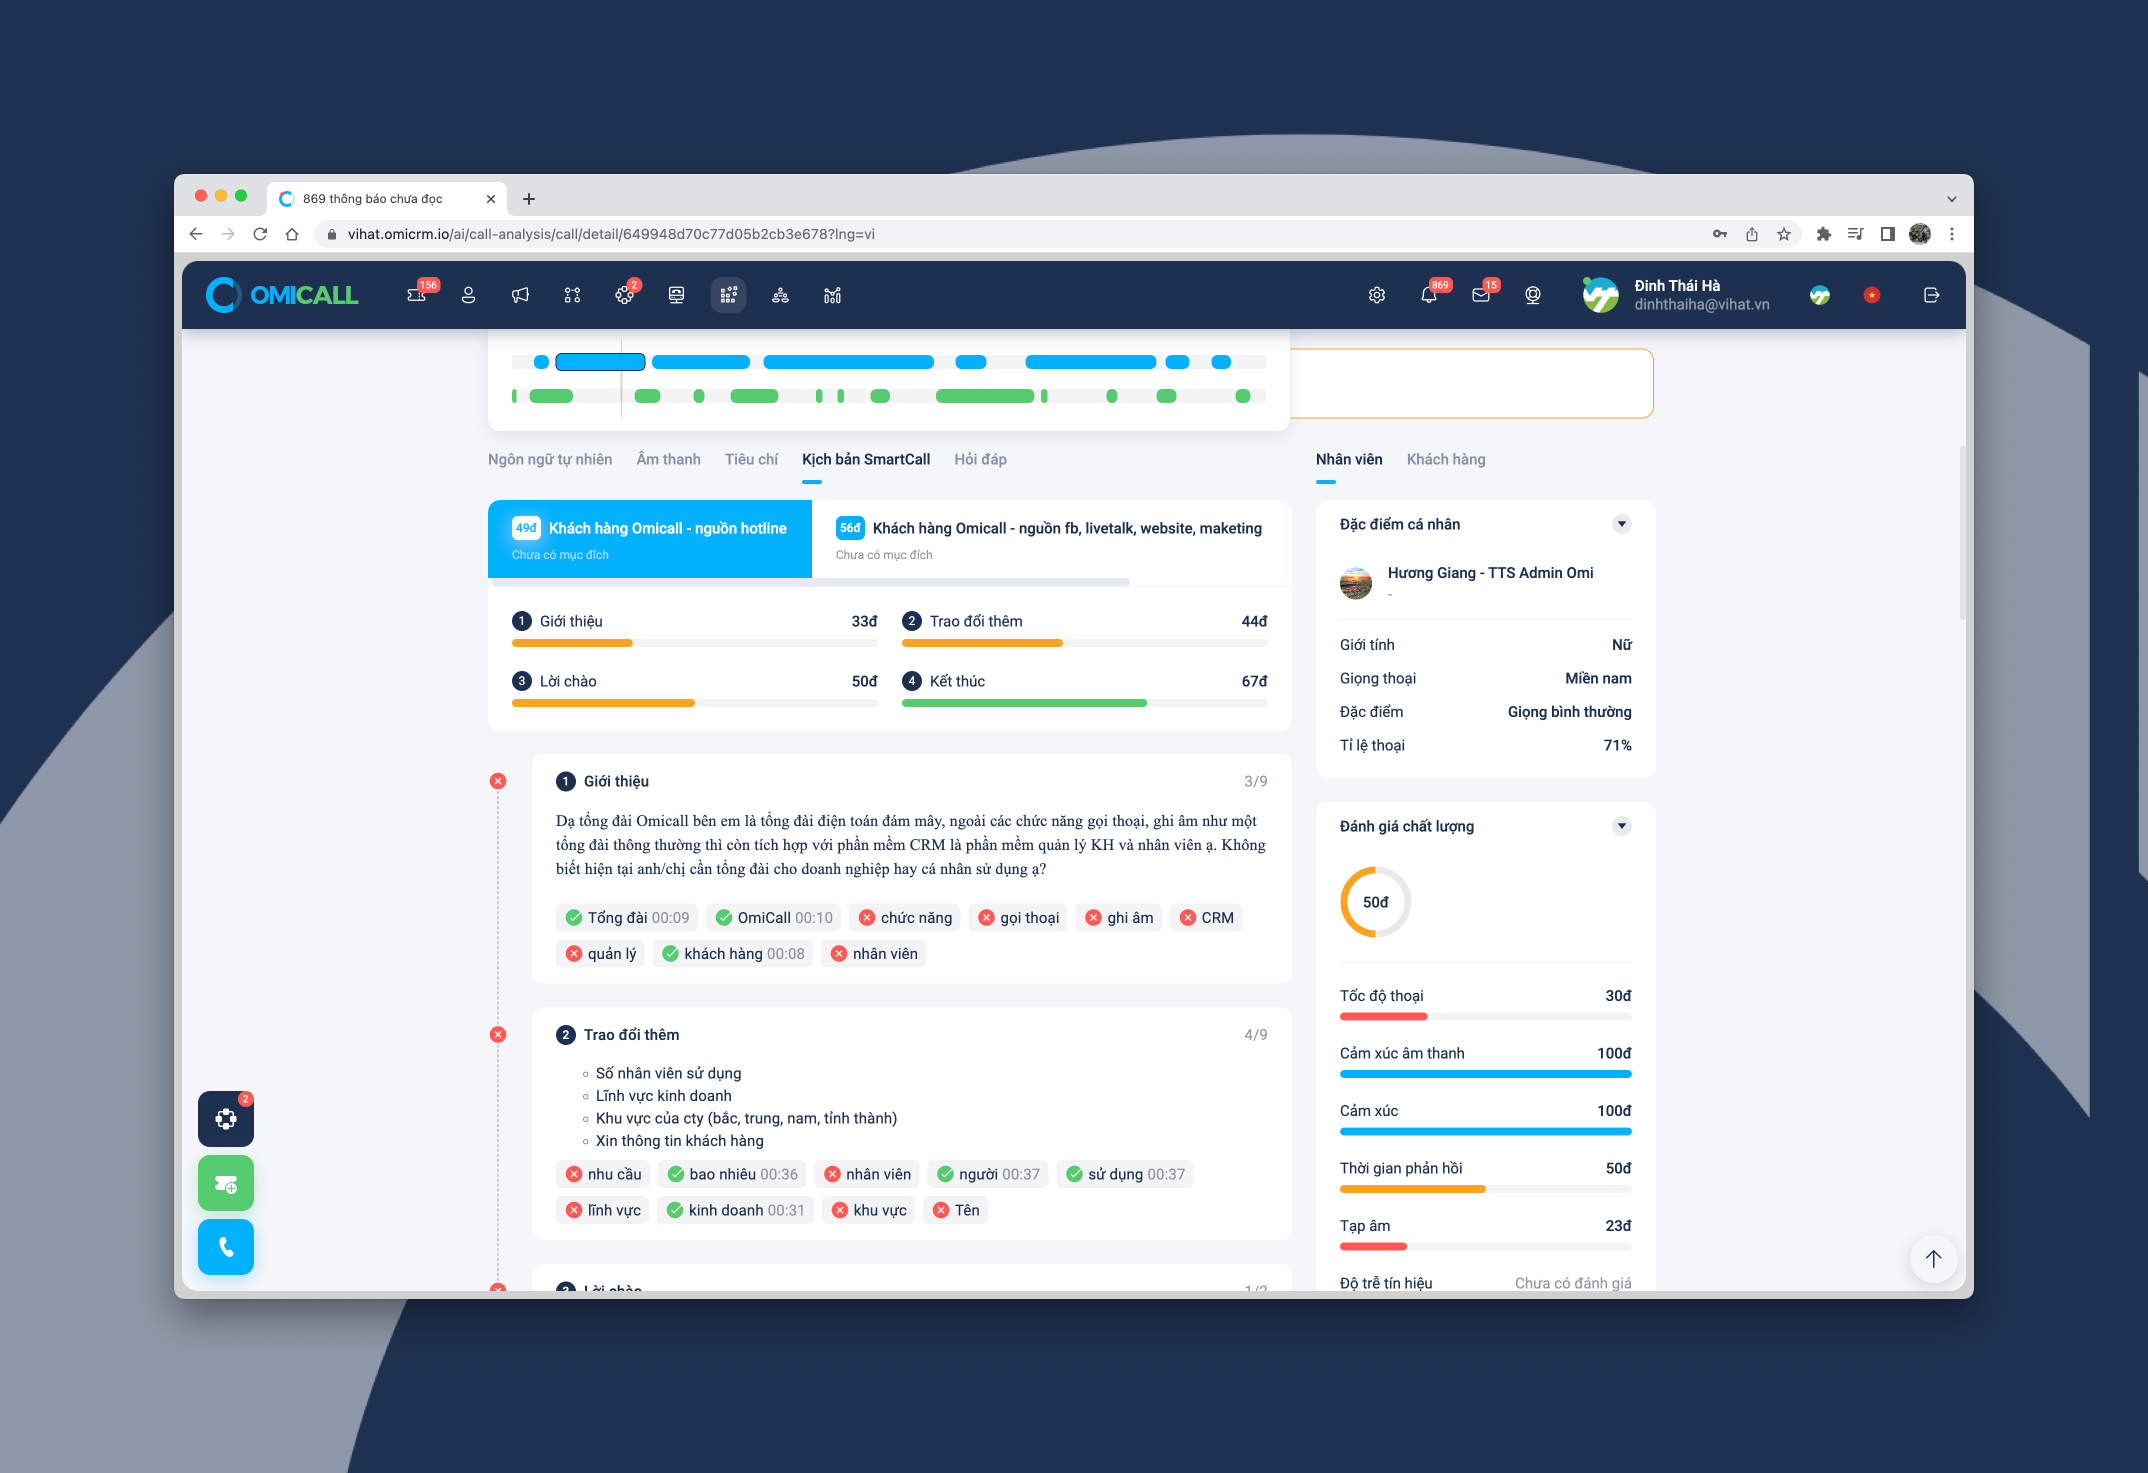 869 thông báo chưa đọc
vihat.omicrm.io/ai/call-analysis/call/detail/649948d70c77d05b2cb3e678?lng=vi
OMICALL
156
2
869
15
Đinh Thái Hà
dinhthaiha@vihat.vn
Ngôn ngữ tự nhiên Âm thanh Tiêu chí Kịch bản SmartCall Hỏi đáp
Nhân viên Khách hàng
49đ Khách hàng Omicall - nguồn hotline
Chưa có mục đích
56đ Khách hàng Omicall - nguồn fb, livetalk, website, maketing
Chưa có mục đích
1 Giới thiệu 33đ
2 Trao đổi thêm 44đ
3 Lời chào 50đ
4 Kết thúc 67đ
1 Giới thiệu 3/9
Dạ tổng đài Omicall bên em là tổng đài điện toán đám mây, ngoài các chức năng gọi thoại, ghi âm như một
tổng đài thông thường thì còn tích hợp với phần mềm CRM là phần mềm quản lý KH và nhân viên ạ. Không
biết hiện tại anh/chị cần tổng đài cho doanh nghiệp hay cá nhân sử dụng ạ?
Tổng đài 00:09 OmiCall 00:10 chức năng gọi thoại ghi âm CRM
quản lý khách hàng 00:08 nhân viên
2 Trao đổi thêm 4/9
Số nhân viên sử dụng
Lĩnh vực kinh doanh
Khu vực của cty (bắc, trung, nam, tỉnh thành)
Xin thông tin khách hàng
nhu cầu bao nhiêu 00:36 nhân viên người 00:37 sử dụng 00:37
lĩnh vực kinh doanh 00:31 khu vực Tên
3 Lời chào 1/2
Đặc điểm cá nhân
Hương Giang - TTS Admin Omi
-
Giới tính Nữ
Giọng thoại Miền nam
Đặc điểm Giọng bình thường
Tỉ lệ thoại 71%
Đánh giá chất lượng
50đ
Tốc độ thoại 30đ
Cảm xúc âm thanh 100đ
Cảm xúc 100đ
Thời gian phản hồi 50đ
Tạp âm 23đ
Độ trễ tín hiệu Chưa có đánh giá
2